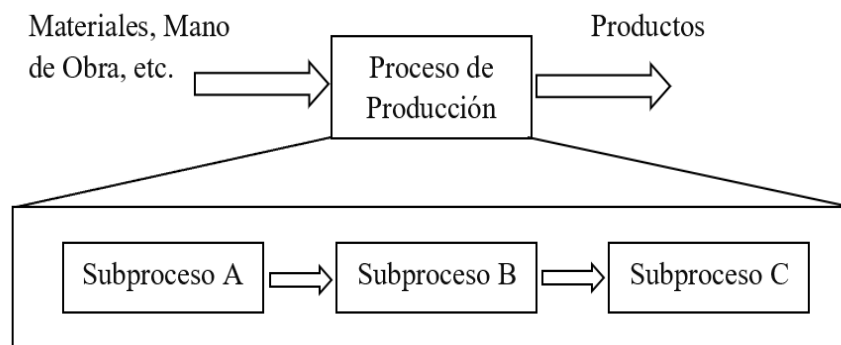 Materiales, Mano
de Obra, etc.
Proceso de
Producción
Productos
Subproceso A
Subproceso B
Subproceso C